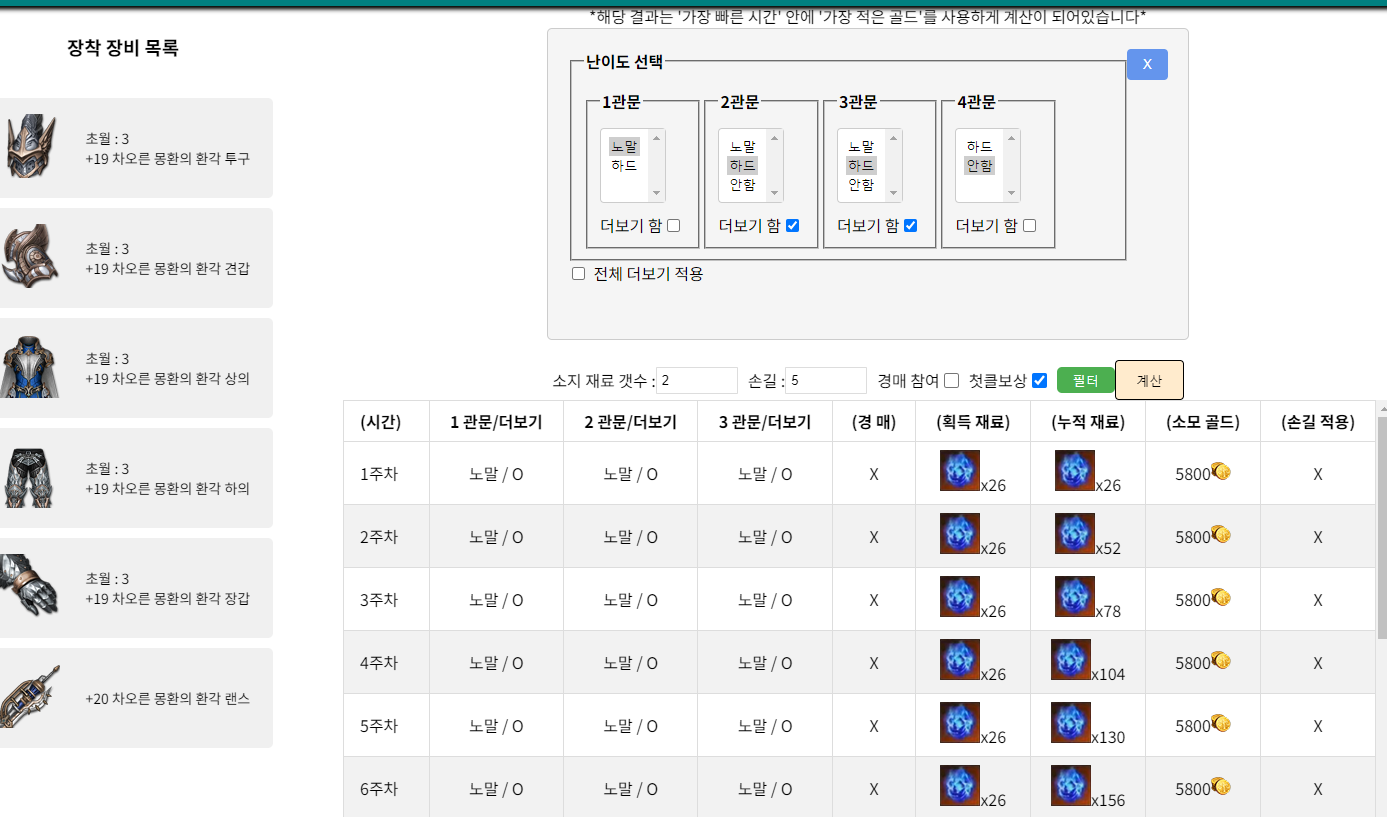 *해당 결과는 '가장 빠른 시간' 안에 '가장 적은 골드'를 사용하게 계산이 되어있습니다*
장착 장비 목록
초월 : 3
+19 차오른 몽환의 환각 투구
초월 : 3
+19 차오른 몽환의 환각 견갑
초월 : 3
+19 차오른 몽환의 환각 상의
초월 : 3
+19 차오른 몽환의 환각 하의
초월 : 3
+19 차오른 몽환의 환각 장갑
+20 차오른 몽환의 환각 랜스
난이도 선택
X
1관문
노말
하드
더보기 함
2관문
노말
하드
안함
더보기 함
3관문
노말
하드
안함
더보기 함
4관문
하드
안함
더보기 함
전체 더보기 적용
소지 재료 갯수 : 2 손길 : 5 경매 참여 첫클보상 필터 계산
(시간) 1 관문/더보기 2 관문/더보기 3 관문/더보기 (경 매) (획득 재료) (누적 재료) (소모 골드) (손길 적용)
1주차 노말 / O 노말 / O 노말 / O X x26 x26 5800 X
2주차 노말 / O 노말 / O 노말 / O X x26 x52 5800 X
3주차 노말 / O 노말 / O 노말 / O X x26 x78 5800 X
4주차 노말 / O 노말 / O 노말 / O X x26 x104 5800 X
5주차 노말 / O 노말 / O 노말 / O X x26 x130 5800 X
6주차 노말 / O 노말 / O 노말 / O X x26 x156 5800 X